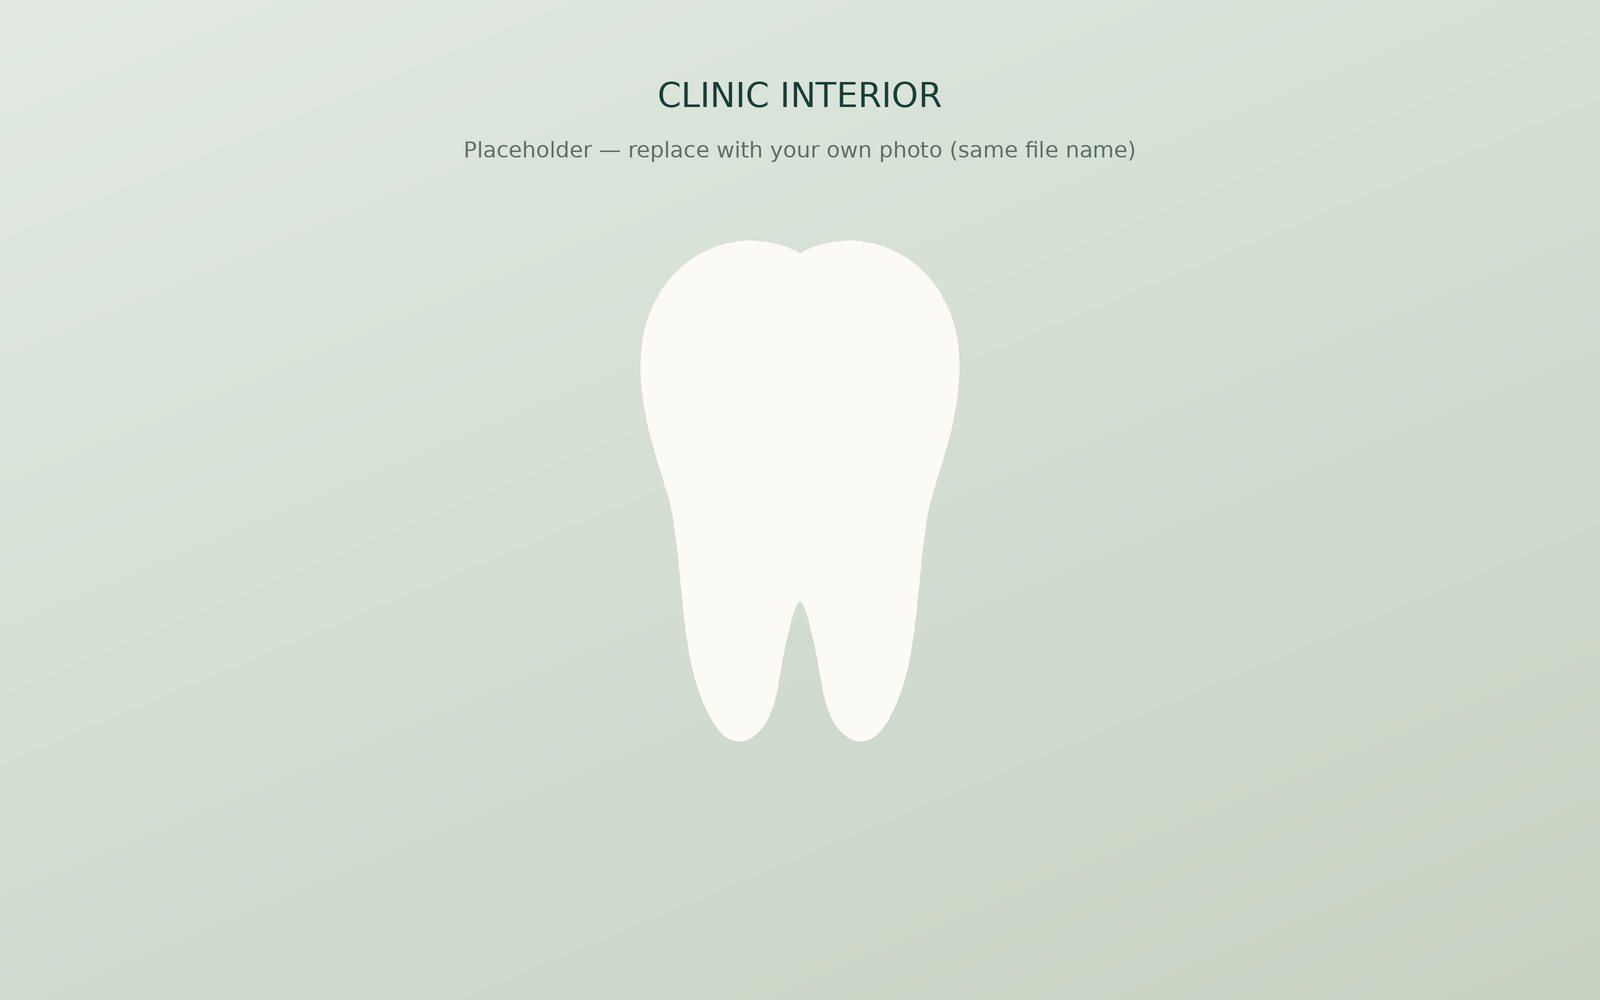 CLINIC INTERIOR
Placeholder — replace with your own photo (same file name)